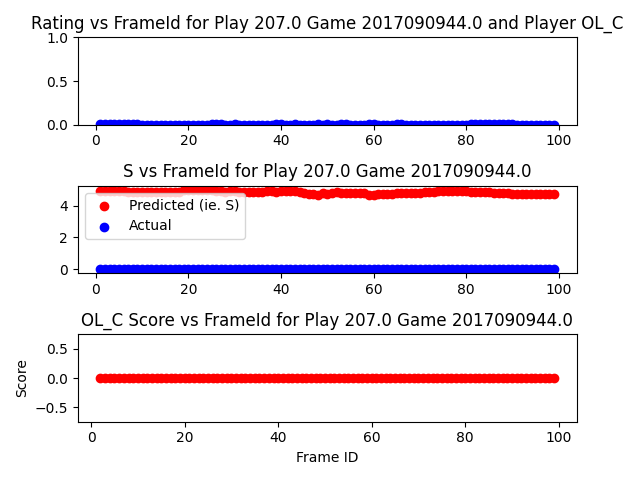 Rating vs FrameId for Play 207.0 Game 2017090944.0 and Player OL_C
1.0
0.5
0.0
0 20 40 60 80 100
S vs FrameId for Play 207.0 Game 2017090944.0
4
2
0
Predicted (ie. S)
Actual
0 20 40 60 80 100
OL_C Score vs FrameId for Play 207.0 Game 2017090944.0
0.5
0.0
−0.5
Score
0 20 40 60 80 100
Frame ID